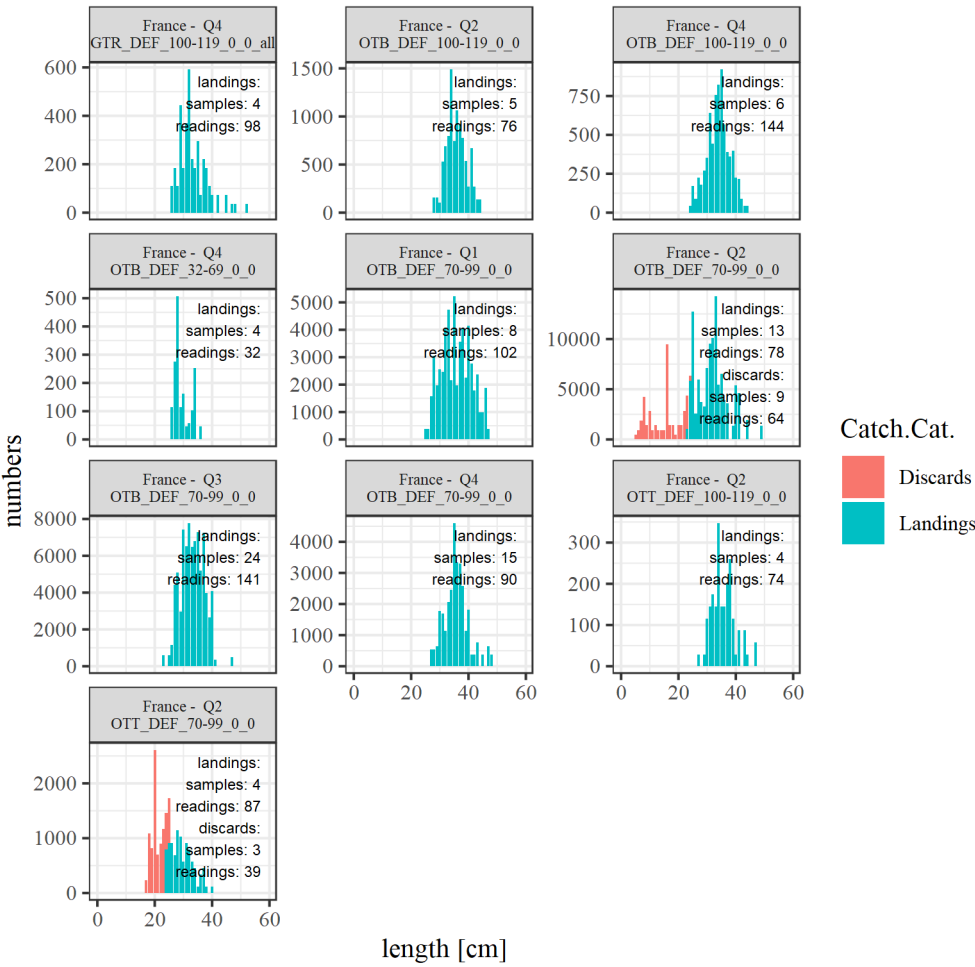 France - Q4
GTR_DEF_100-119_0_0_all
600
400
200
0
landings:
samples: 4
readings: 98
France - Q2
OTB_DEF_100-119_0_0
1500
1000
500
0
landings:
samples: 5
readings: 76
France - Q4
OTB_DEF_100-119_0_0
750
500
250
0
landings:
samples: 6
readings: 144
France - Q4
OTB_DEF_32-69_0_0
500
400
300
200
100
0
landings:
samples: 4
readings: 32
France - Q1
OTB_DEF_70-99_0_0
5000
4000
3000
2000
1000
0
landings:
samples: 8
readings: 102
France - Q2
OTB_DEF_70-99_0_0
10000
5000
0
landings:
samples: 13
readings: 78
discards:
samples: 9
readings: 64
France - Q3
OTB_DEF_70-99_0_0
8000
6000
4000
2000
0
landings:
samples: 24
readings: 141
France - Q4
OTB_DEF_70-99_0_0
4000
3000
2000
1000
0
landings:
samples: 15
readings: 90
0 20 40 60
France - Q2
OTT_DEF_100-119_0_0
300
200
100
0
landings:
samples: 4
readings: 74
0 20 40 60
France - Q2
OTT_DEF_70-99_0_0
2000
1000
0
landings:
samples: 4
readings: 87
discards:
samples: 3
readings: 39
0 20 40 60
numbers
length [cm]
Catch.Cat.
Discards
Landings